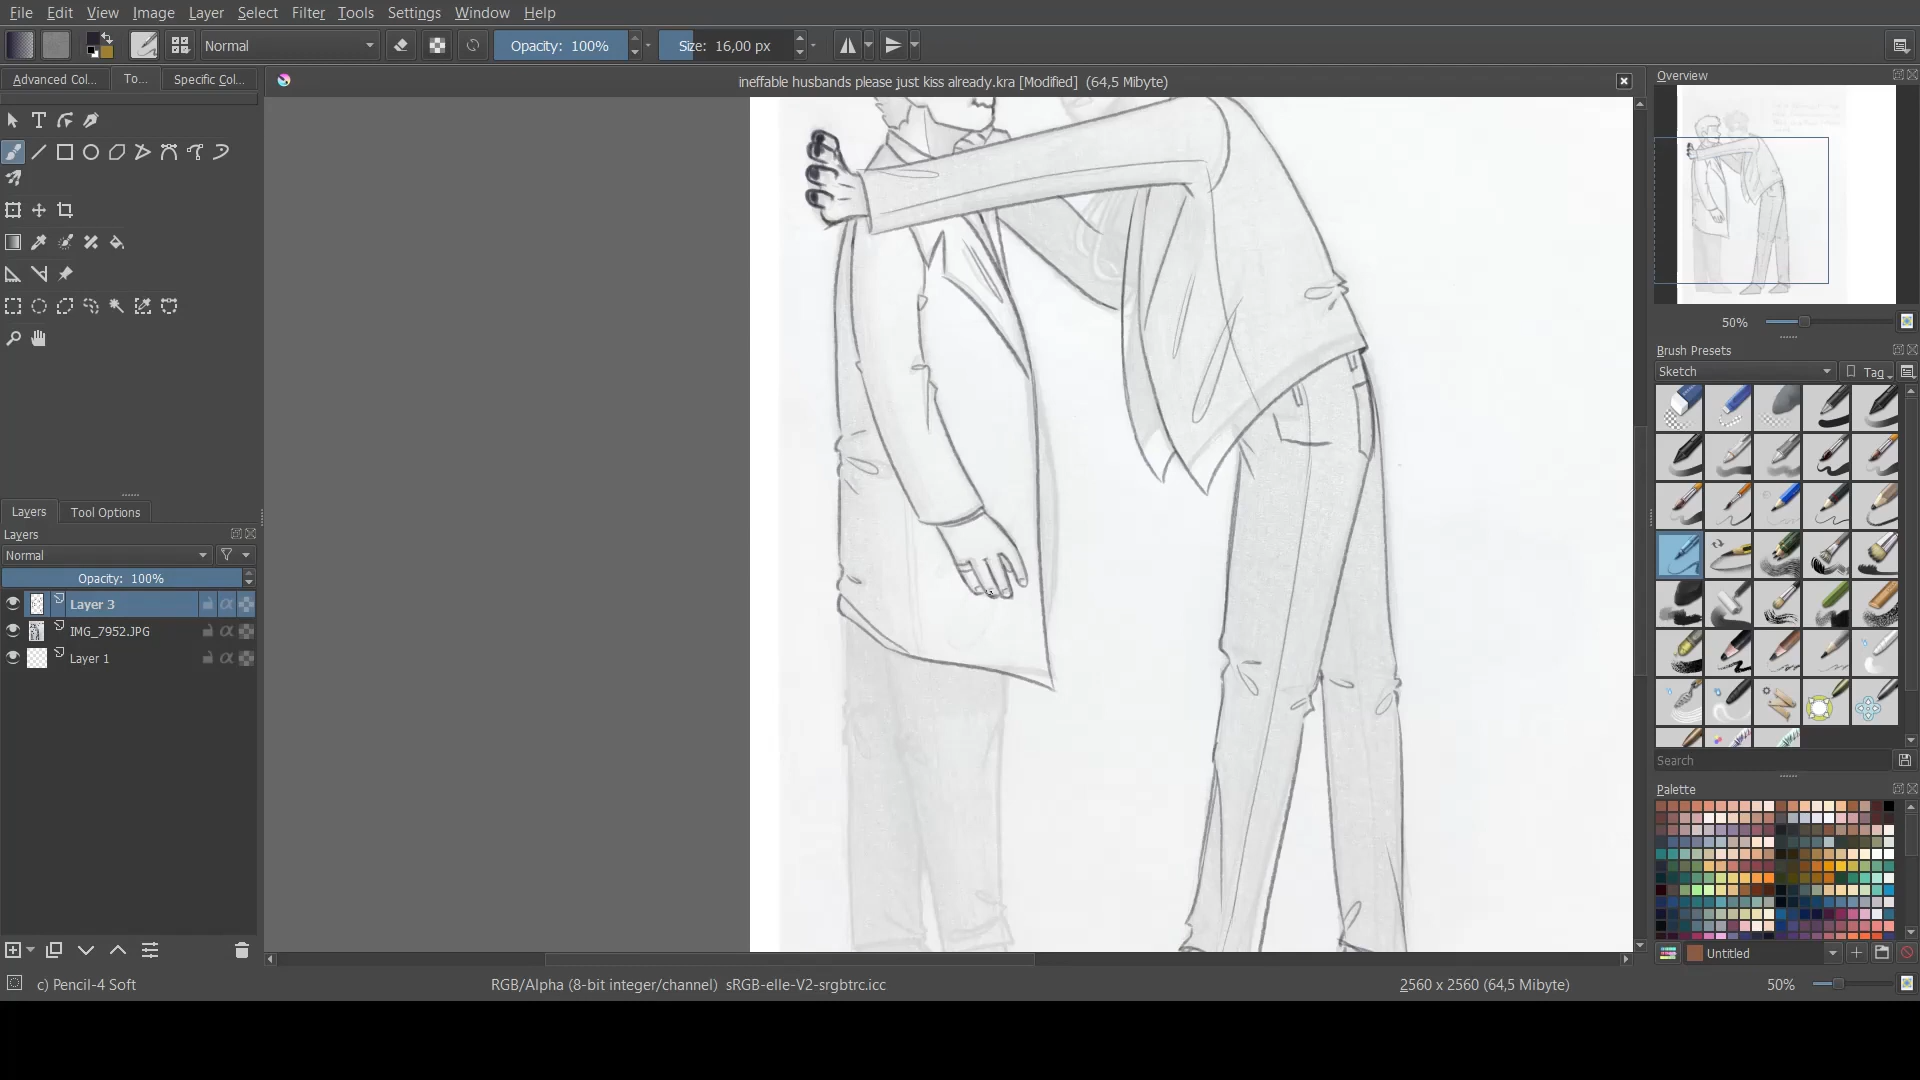 File Edit View Image Layer Select Filter Tools Settings Window Help
Normal Opacity: 100% Size: 16,00 px
Advanced Col... To... Specific Col...
ineffable husbands please just kiss already.kra [Modified] (64,5 Mibyte)
Overview
50%
Brush Presets
Sketch Tag
Search
Palette
Untitled
Layers Tool Options
Layers
Normal
Opacity: 100%
Layer 3
IMG_7952.JPG
Layer 1
c) Pencil-4 Soft
RGB/Alpha (8-bit integer/channel) sRGB-elle-V2-srgbtrc.icc
2560 x 2560 (64,5 Mibyte)
50%